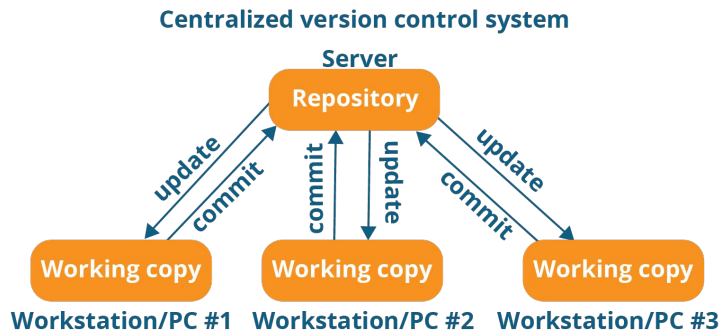 Centralized version control system
Server
Repository
update
commit
commit
update
update
commit
Working copy
Working copy
Working copy
Workstation/PC #1
Workstation/PC #2
Workstation/PC #3